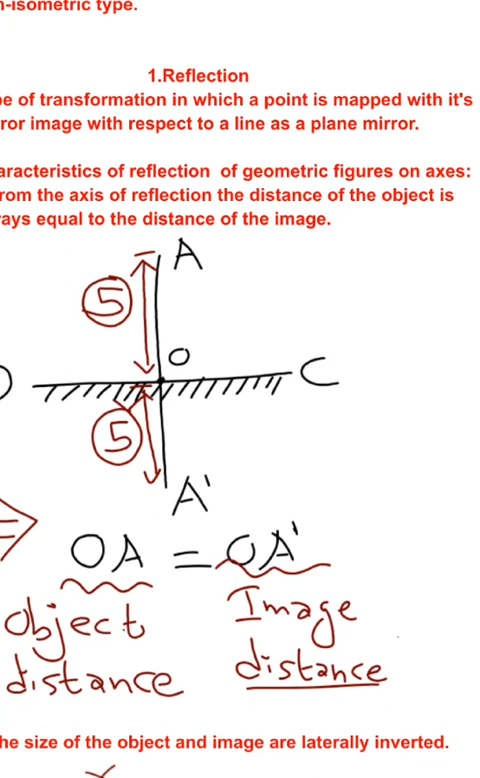 n-isometric type.
1.Reflection
pe of transformation in which a point is mapped with it's
ror image with respect to a line as a plane mirror.
aracteristics of reflection of geometric figures on axes:
rom the axis of reflection the distance of the object is
ays equal to the distance of the image.
A
5
O
D
C
5
A'
OA = OA'
Object Image
distance distance
he size of the object and image are laterally inverted.